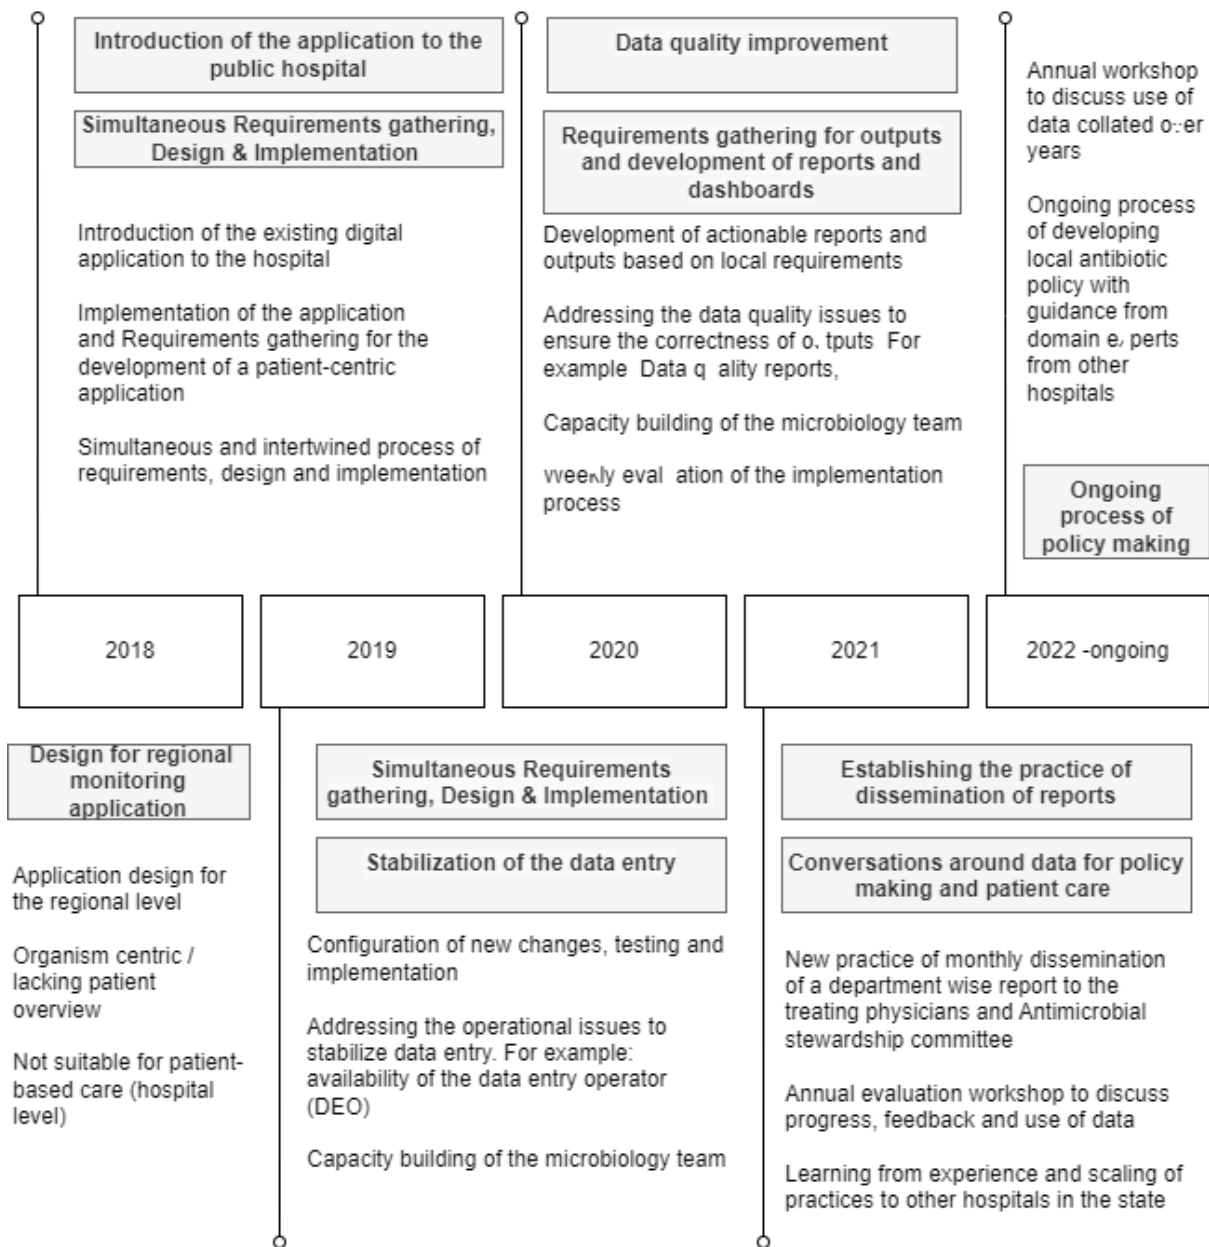 Introduction of the application to the
public hospital
Simultaneous Requirements gathering,
Design & Implementation
Introduction of the existing digital
application to the hospital
Implementation of the application
and Requirements gathering for the
development of a patient-centric
application
Simultaneous and intertwined process of
requirements, design and implementation
Data quality improvement
Requirements gathering for outputs
and development of reports and
dashboards
Development of actionable reports and
outputs based on local requirements
Addressing the data quality issues to
ensure the correctness of For
example Data reports,
Capacity building of the microbiology team
of the implementation
process
Annual workshop
to discuss use of
data collated
years
Ongoing process
of developing
local antibiotic
policy with
guidance from
domain
from other
hospitals
Ongoing
process of
policy making
2018
2019
2020
2021
2022 -ongoing
Design for regional
monitoring
application
Application design for
the regional level
Organism centric /
lacking patient
overview
Not suitable for patient-
based care (hospital
level)
Simultaneous Requirements
gathering, Design & Implementation
Stabilization of the data entry
Configuration of new changes, testing and
implementation
Addressing the operational issues to
stabilize data entry. For example:
availability of the data entry operator
(DEO)
Capacity building of the microbiology team
Establishing the practice of
dissemination of reports
Conversations around data for policy
making and patient care
New practice of monthly dissemination
of a department wise report to the
treating physicians and Antimicrobial
stewardship committee
Annual evaluation workshop to discuss
progress, feedback and use of data
Learning from experience and scaling of
practices to other hospitals in the state